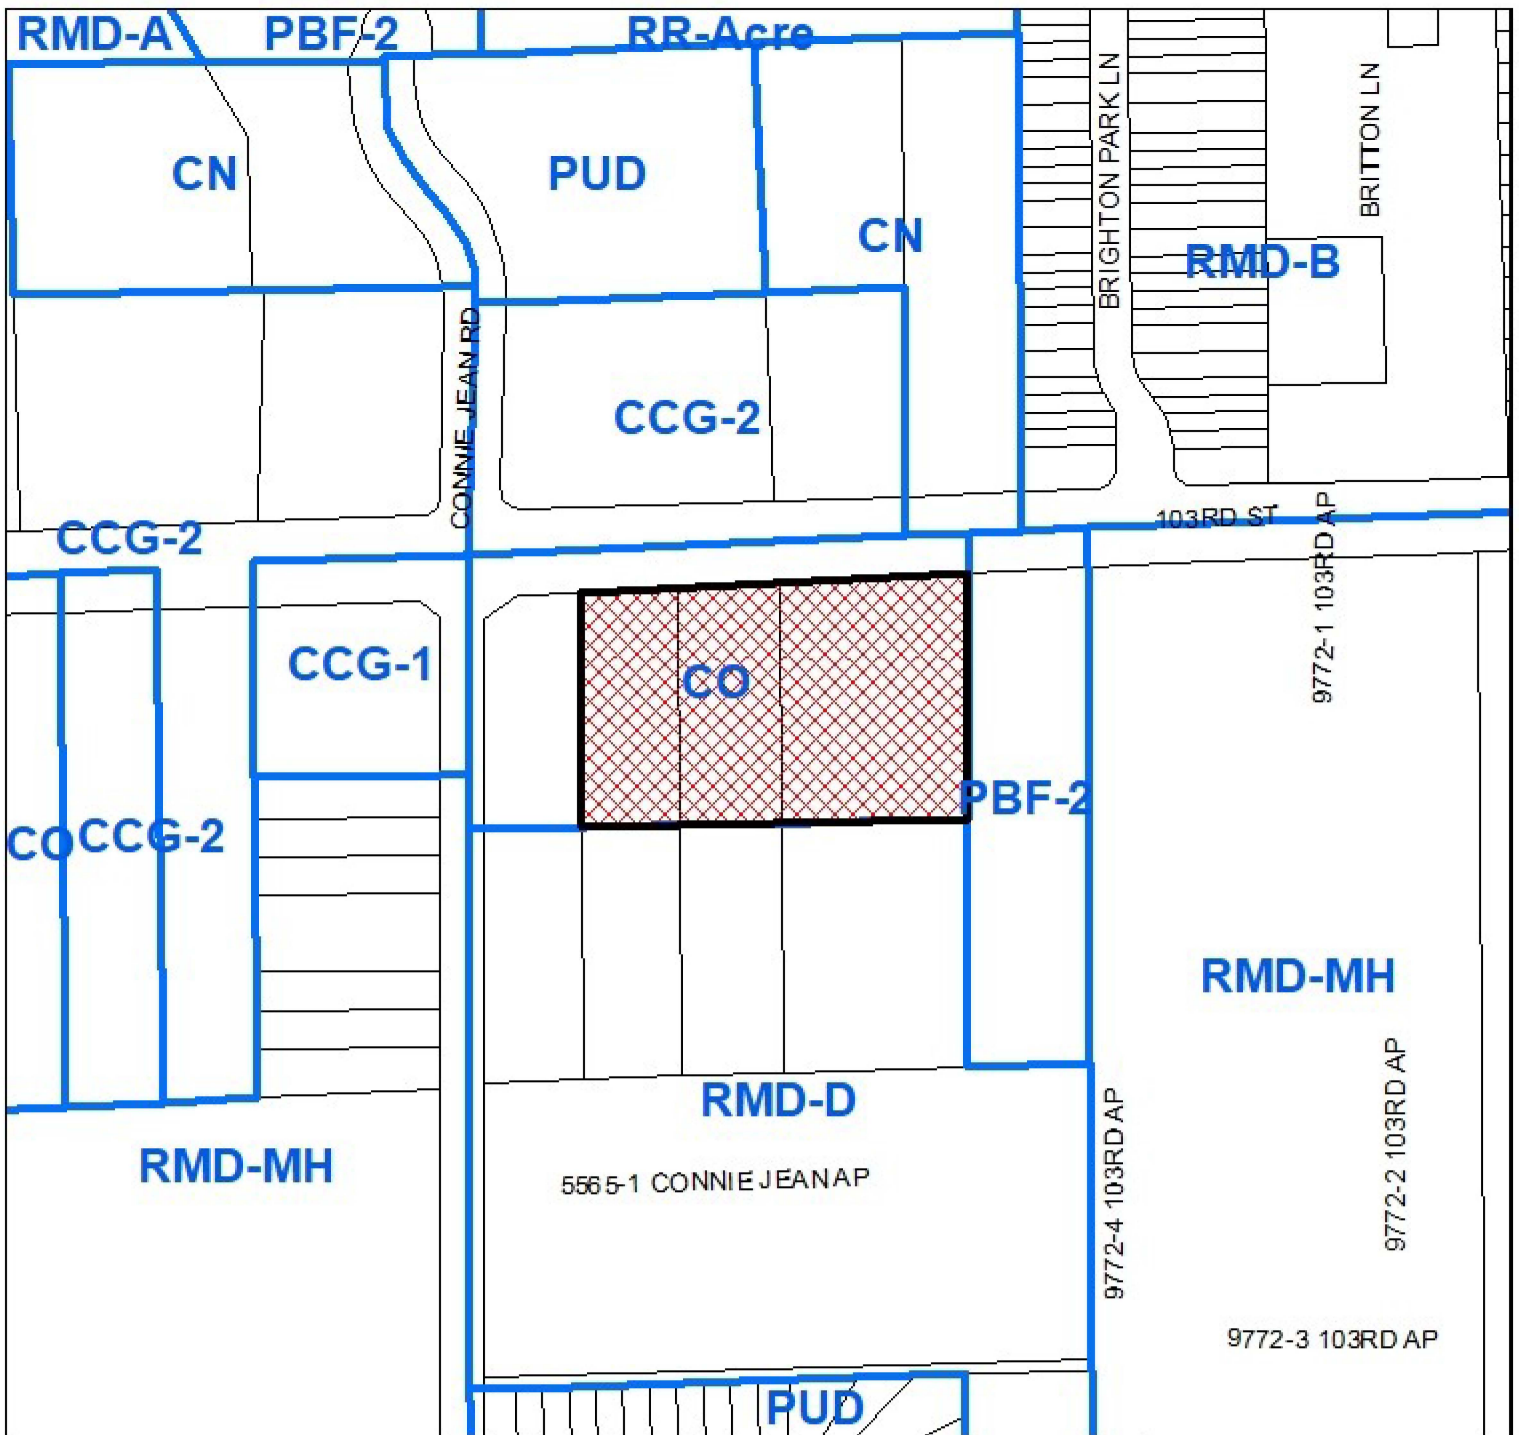 RMD-A
PBF-2
RR-Acre
BRIGHTON PARK LN
BRITTON LN
CN
PUD
CN
RMD-B
CONNIE JEAN RD
CCG-2
103RD ST
9772-1 103RD AP
CCG-2
CCG-1
CO
PBF-2
CO
CCG-2
RMD-MH
RMD-D
RMD-MH
5565-1 CONNIE JEAN AP
9772-4 103RD AP
9772-2 103RD AP
9772-3 103RD AP
PUD